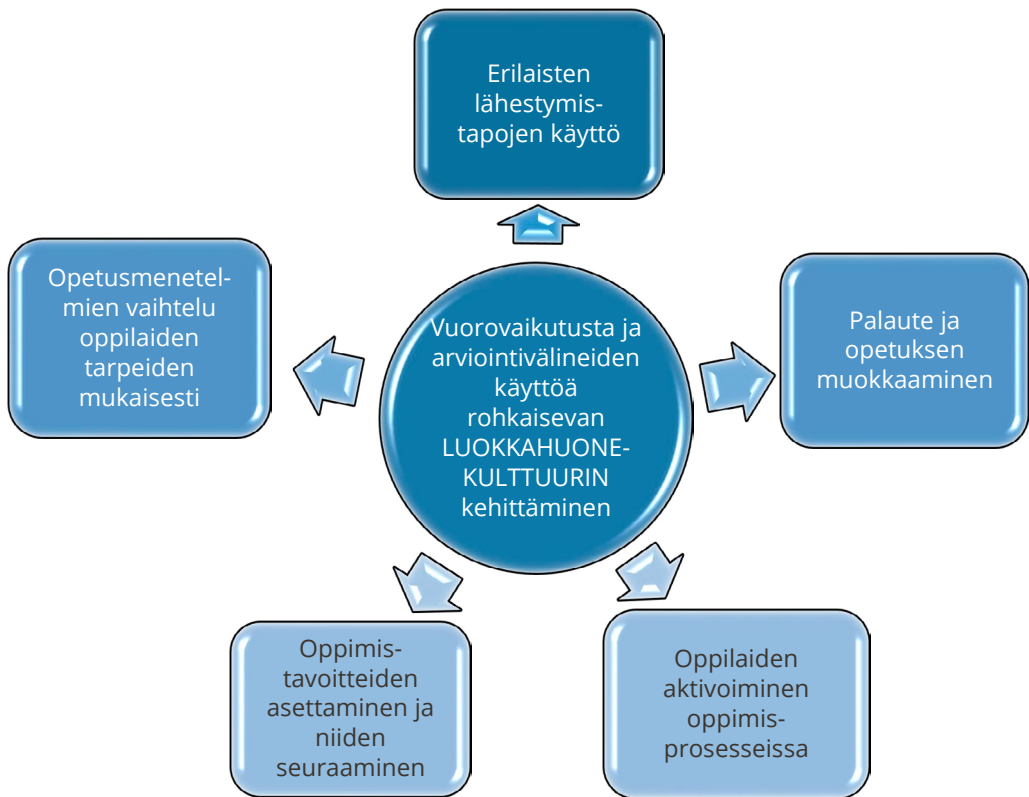 Erilaisten
lähestymis-
tapojen käyttö
Opetusmenetel-
mien vaihtelu
oppilaiden
tarpeiden
mukaisesti
Vuorovaikutusta ja
arviointivälineiden
käyttöä
rohkaisevan
LUOKKAHUONE-
KULTTUURIN
kehittäminen
Palaute ja
opetuksen
muokkaaminen
Oppimis-
tavoitteiden
asettaminen ja
niiden
seuraaminen
Oppilaiden
aktivoiminen
oppimis-
prosesseissa